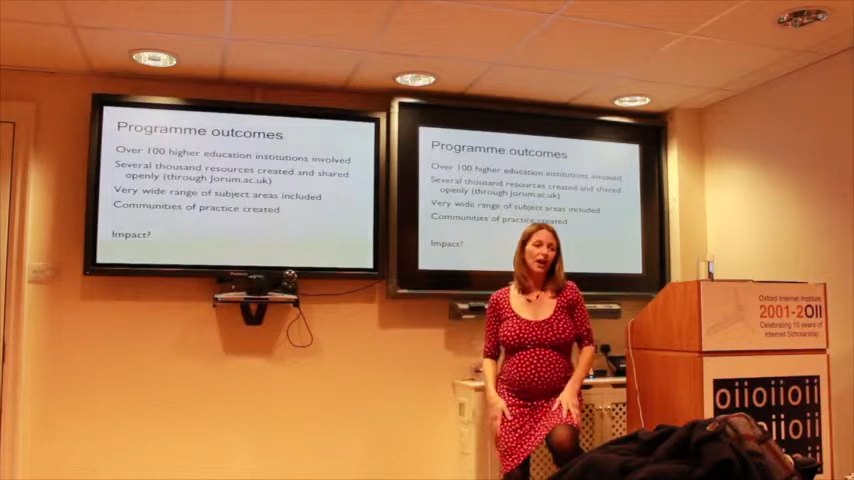 Programme outcomes
Over 100 higher education institutions involved
Several thousand resources created and shared
openly (through Jorum.ac.uk)
Very wide range of subject areas included
Communities of practice created
Impact?
Programme outcomes
Over 100 higher education institutions involved
Several thousand resources created and shared
openly (through Jorum.ac.uk)
Very wide range of subject areas included
Communities of practice created
Impact?
Oxford Internet Institute
2001-2OII
Celebrating 10 years of
Internet Scholarship
oiioiioii
oiioii